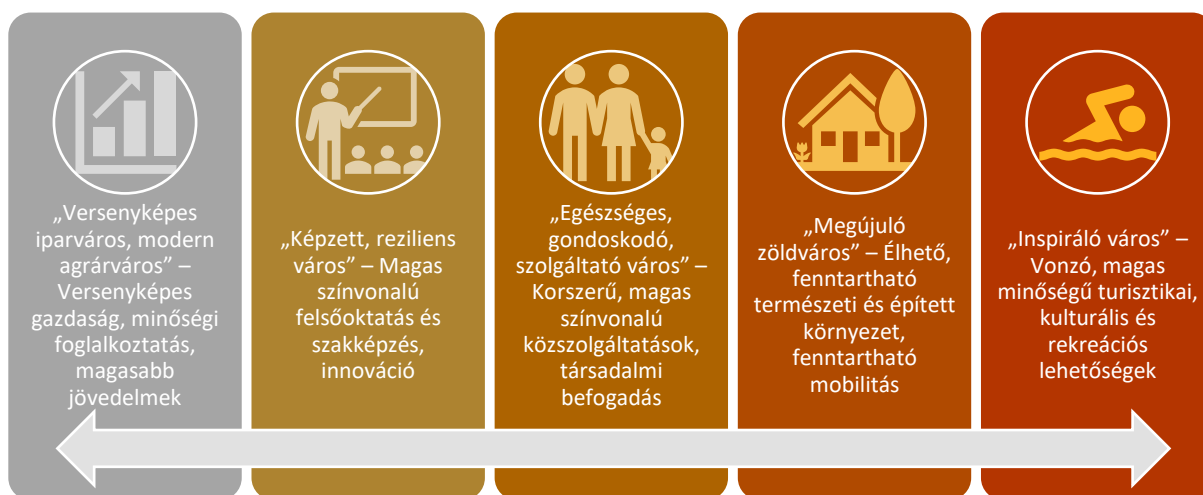 „Versenyképes
iparváros, modern
agrárváros” –
Versenyképes
gazdaság, minőségi
foglalkoztatás,
magasabb
jövedelmek
„Képzett, reziliens
város” – Magas
színvonalú
felsőoktatás és
szakképzés,
innováció
„Egészséges,
gondoskodó,
szolgáltató város” –
Korszerű, magas
színvonalú
közszolgáltatások,
társadalmi
befogadás
„Megújuló
zöldváros” – Élhető,
fenntartható
természeti és épített
környezet,
fenntartható
mobilitás
„Inspiráló város” –
Vonzó, magas
minőségű turisztikai,
kulturális és
rekreációs
lehetőségek